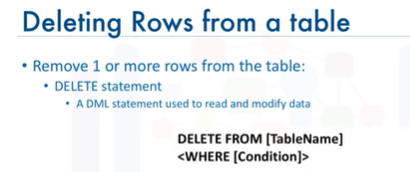 Deleting Rows from a table
• Remove 1 or more rows from the table:
• DELETE statement
• A DML statement used to read and modify data
DELETE FROM [TableName]
<WHERE [Condition]>